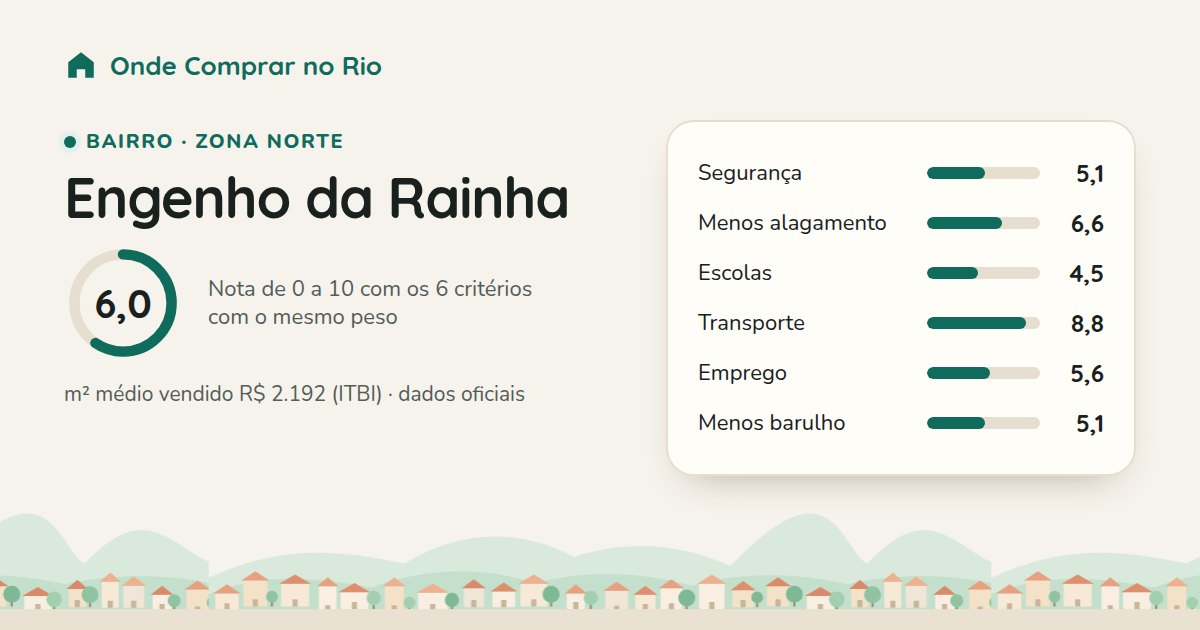 Onde Comprar no Rio
BAIRRO · ZONA NORTE
Engenho da Rainha
6,0
Nota de 0 a 10 com os 6 critérios
com o mesmo peso
m² médio vendido R$ 2.192 (ITBI) · dados oficiais
Segurança 5,1
Menos alagamento 6,6
Escolas 4,5
Transporte 8,8
Emprego 5,6
Menos barulho 5,1